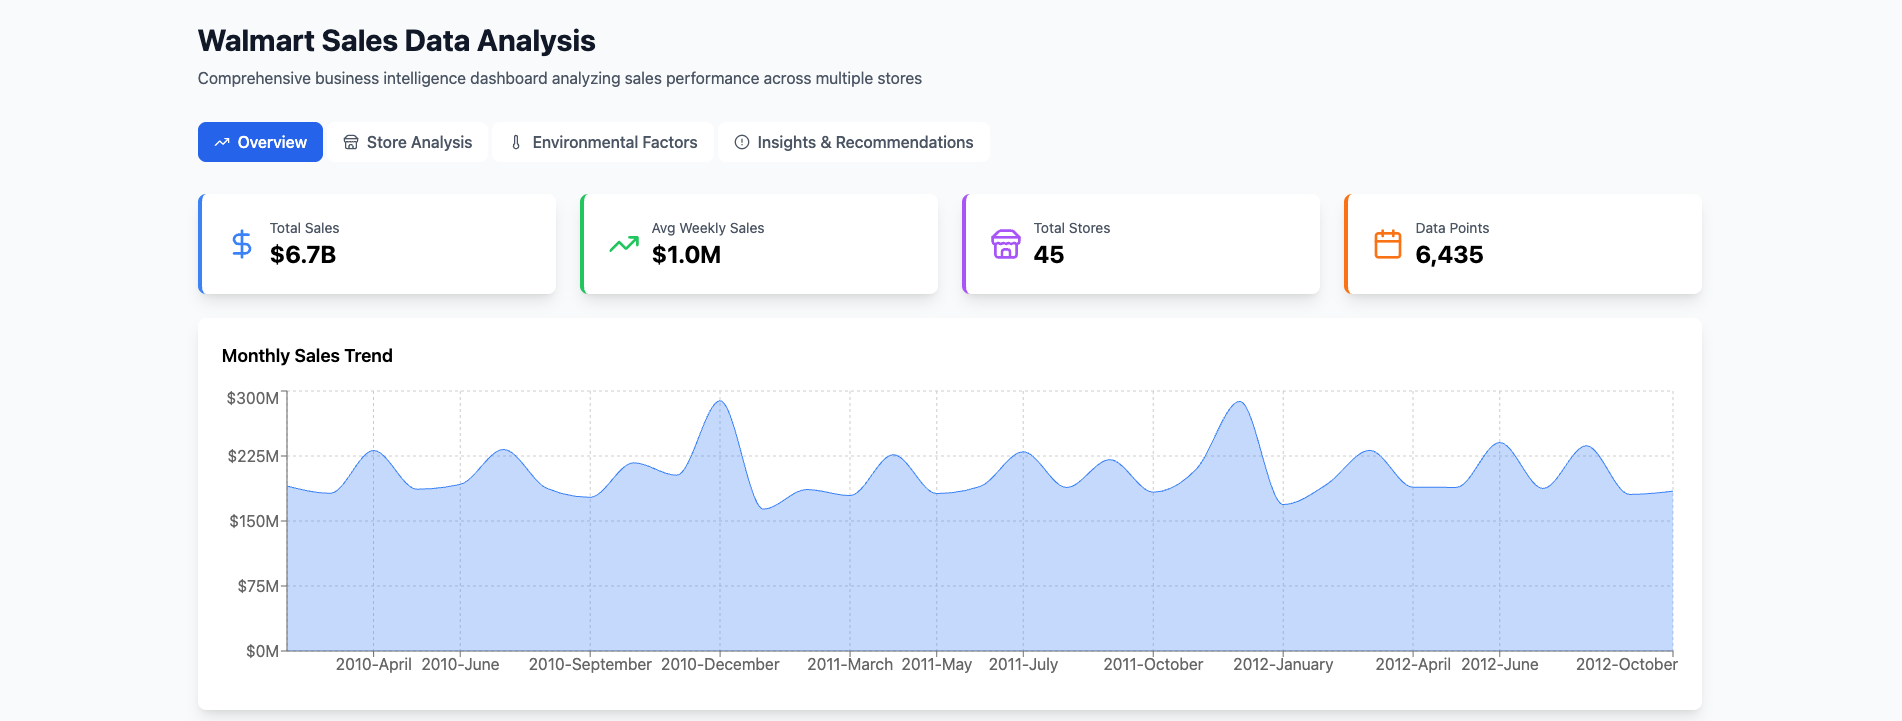 Walmart Sales Data Analysis
Comprehensive business intelligence dashboard analyzing sales performance across multiple stores
Overview
Store Analysis
Environmental Factors
Insights & Recommendations
Total Sales
$6.7B
Avg Weekly Sales
$1.0M
Total Stores
45
Data Points
6,435
Monthly Sales Trend
$300M
$225M
$150M
$75M
$0M
2010-April
2010-June
2010-September
2010-December
2011-March
2011-May
2011-July
2011-October
2012-January
2012-April
2012-June
2012-October